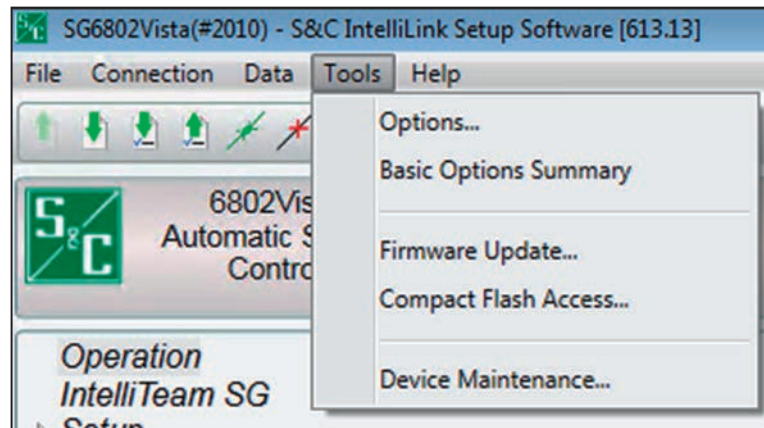 SG6802Vista(#2010) - S&C IntelliLink Setup Software [613.13]
File Connection Data Tools Help
Options...
Basic Options Summary
Firmware Update...
Compact Flash Access...
Device Maintenance...
S&C
6802Vis
Automatic S
Contro
Operation
IntelliTeam SG
Setup